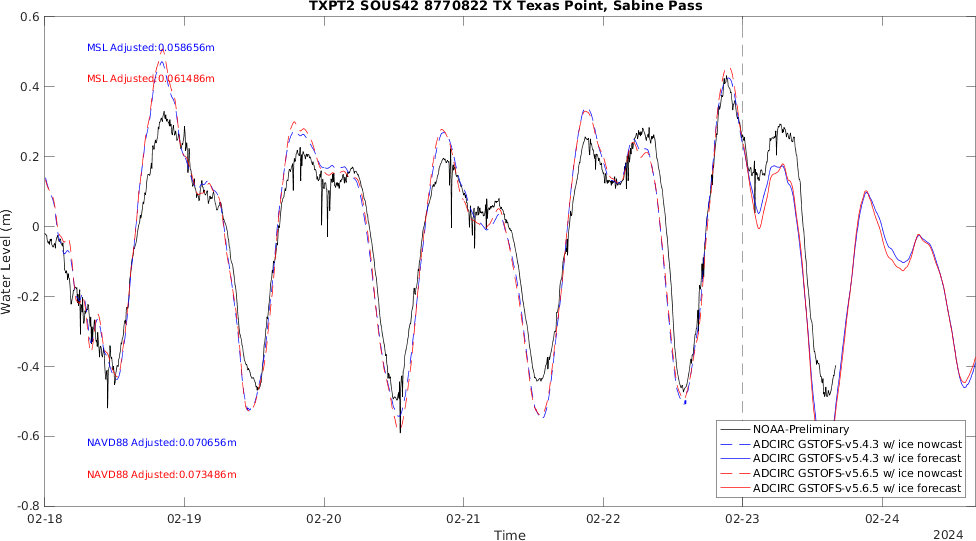 TXPT2 SOUS42 8770822 TX Texas Point, Sabine Pass
0.6
0.4
0.2
0
-0.2
-0.4
-0.6
-0.8
Water Level (m)
MSL Adjusted:0.058656m
MSL Adjusted:0.061486m
NAVD88 Adjusted:0.070656m
NAVD88 Adjusted:0.073486m
NOAA-Preliminary
ADCIRC GSTOFS-v5.4.3 w/ ice nowcast
ADCIRC GSTOFS-v5.4.3 w/ ice forecast
ADCIRC GSTOFS-v5.6.5 w/ ice nowcast
ADCIRC GSTOFS-v5.6.5 w/ ice forecast
02-18 02-19 02-20 02-21 02-22 02-23 02-24
Time
2024